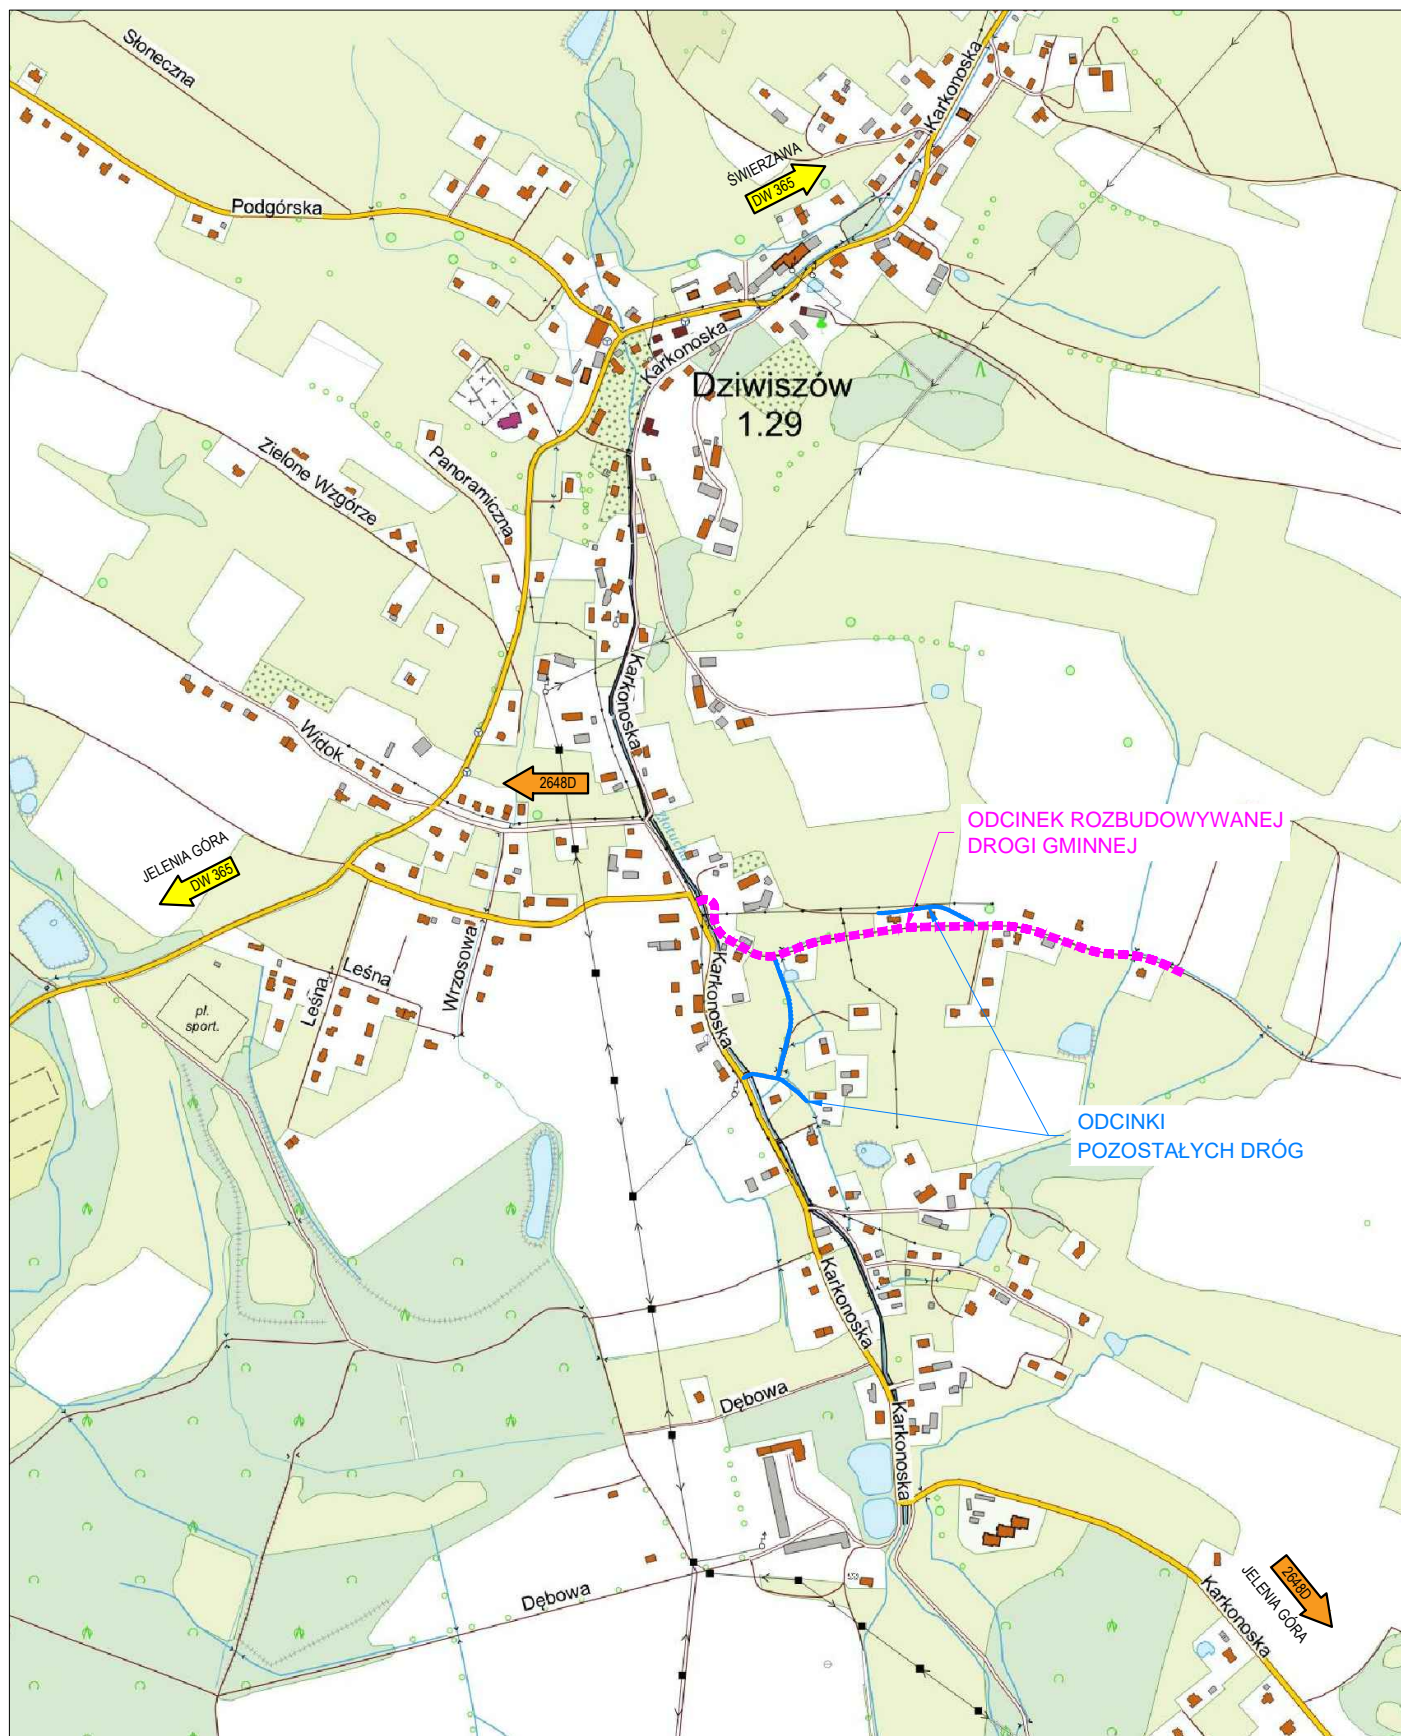 Słoneczna
Karkonoska
ŚWIERZAWA
DW 365
Podgórska
Karkonoska
Dziwiszów
1.29
Zielone Wzgórze
Panoramiczna
Karkonoska
Widok
2648D
Złotucha
ODCINEK ROZBUDOWYWANEJ
DROGI GMINNEJ
JELENIA GÓRA
DW 365
Leśna
Leśna
Wrzosowa
Karkonoska
pl.
sport.
ODCINKI
POZOSTAŁYCH DRÓG
Karkonoska
Dębowa
Karkonoska
Dębowa
2648D
JELENIA GÓRA
Karkonoska